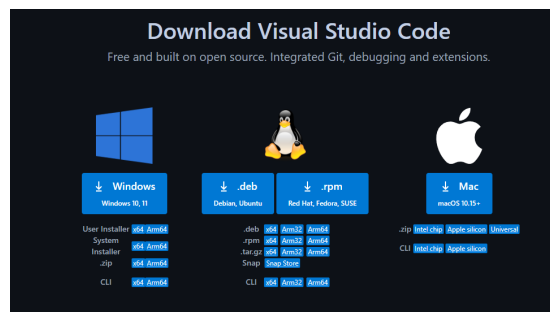 Download Visual Studio Code
Free and built on open source. Integrated Git, debugging and extensions.
Windows
Windows 10, 11
User Installer x64 Arm64
System Installer x64 Arm64
.zip x64 Arm64
CLI x64 Arm64
.deb
Debian, Ubuntu
.rpm
Red Hat, Fedora, SUSE
.deb x64 Arm32 Arm64
.rpm x64 Arm32 Arm64
.tar.gz x64 Arm32 Arm64
Snap Snap Store
CLI x64 Arm32 Arm64
Mac
macOS 10.15+
.zip Intel chip Apple silicon Universal
CLI Intel chip Apple silicon